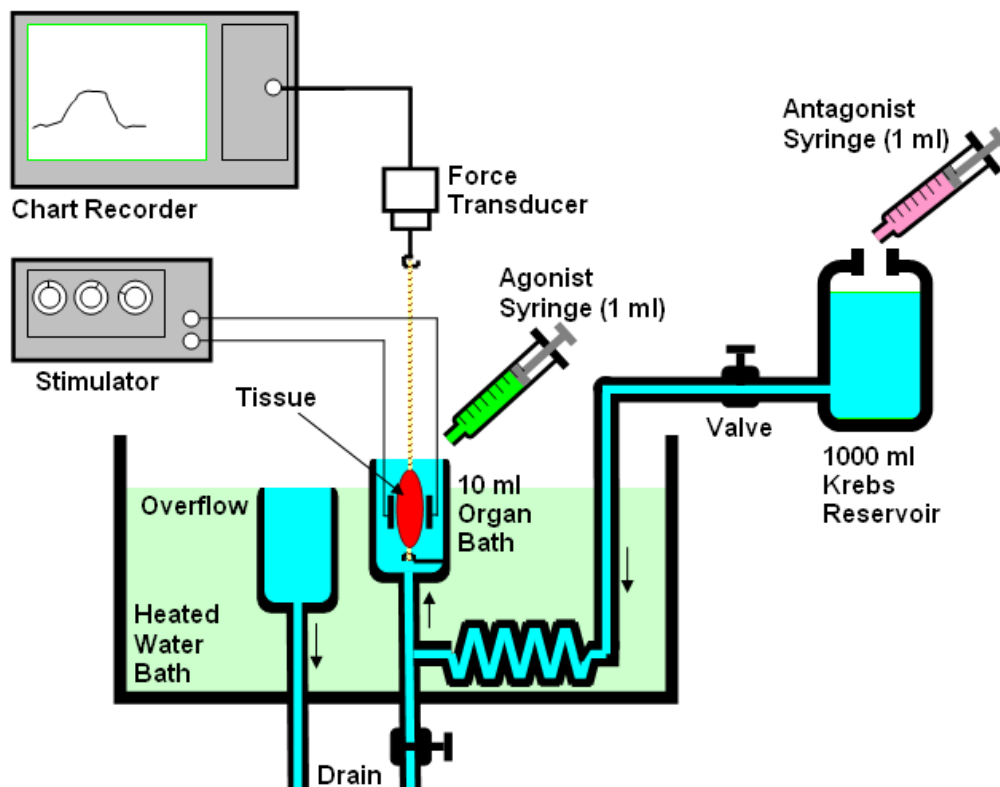 Chart Recorder
Force
Transducer
Antagonist
Syringe (1 ml)
Agonist
Syringe (1 ml)
Stimulator
Tissue
Valve
Overflow
10 ml
Organ
Bath
1000 ml
Krebs
Reservoir
Heated
Water
Bath
Drain